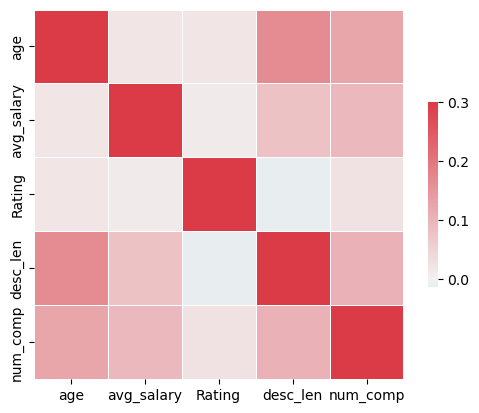 age
avg_salary
Rating
desc_len
num_comp
age
avg_salary
Rating
desc_len
num_comp
0.3
0.2
0.1
0.0